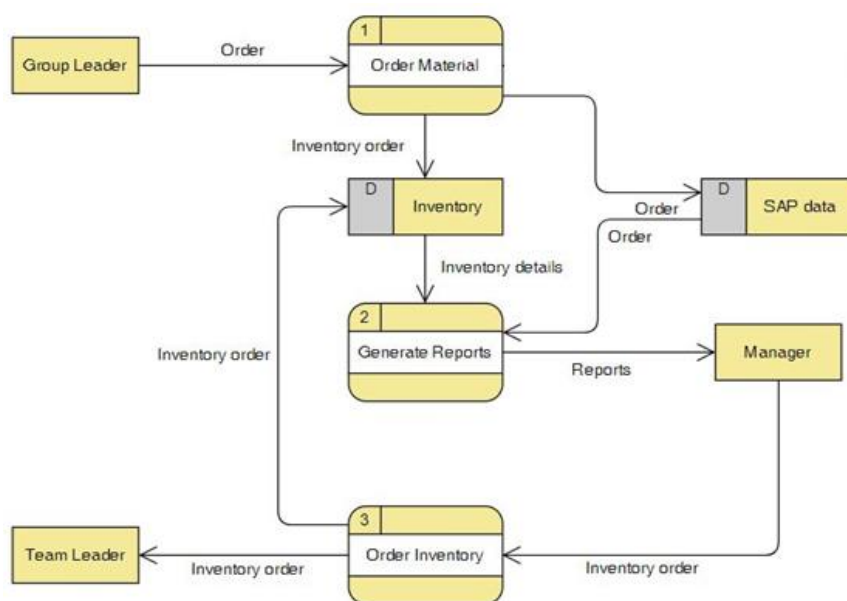 1
Order
Group Leader
Order Material
Inventory order
D
Inventory
D
SAP data
Order
Order
Inventory details
2
Inventory order
Generate Reports
Manager
Reports
3
Team Leader
Order Inventory
Inventory order
Inventory order